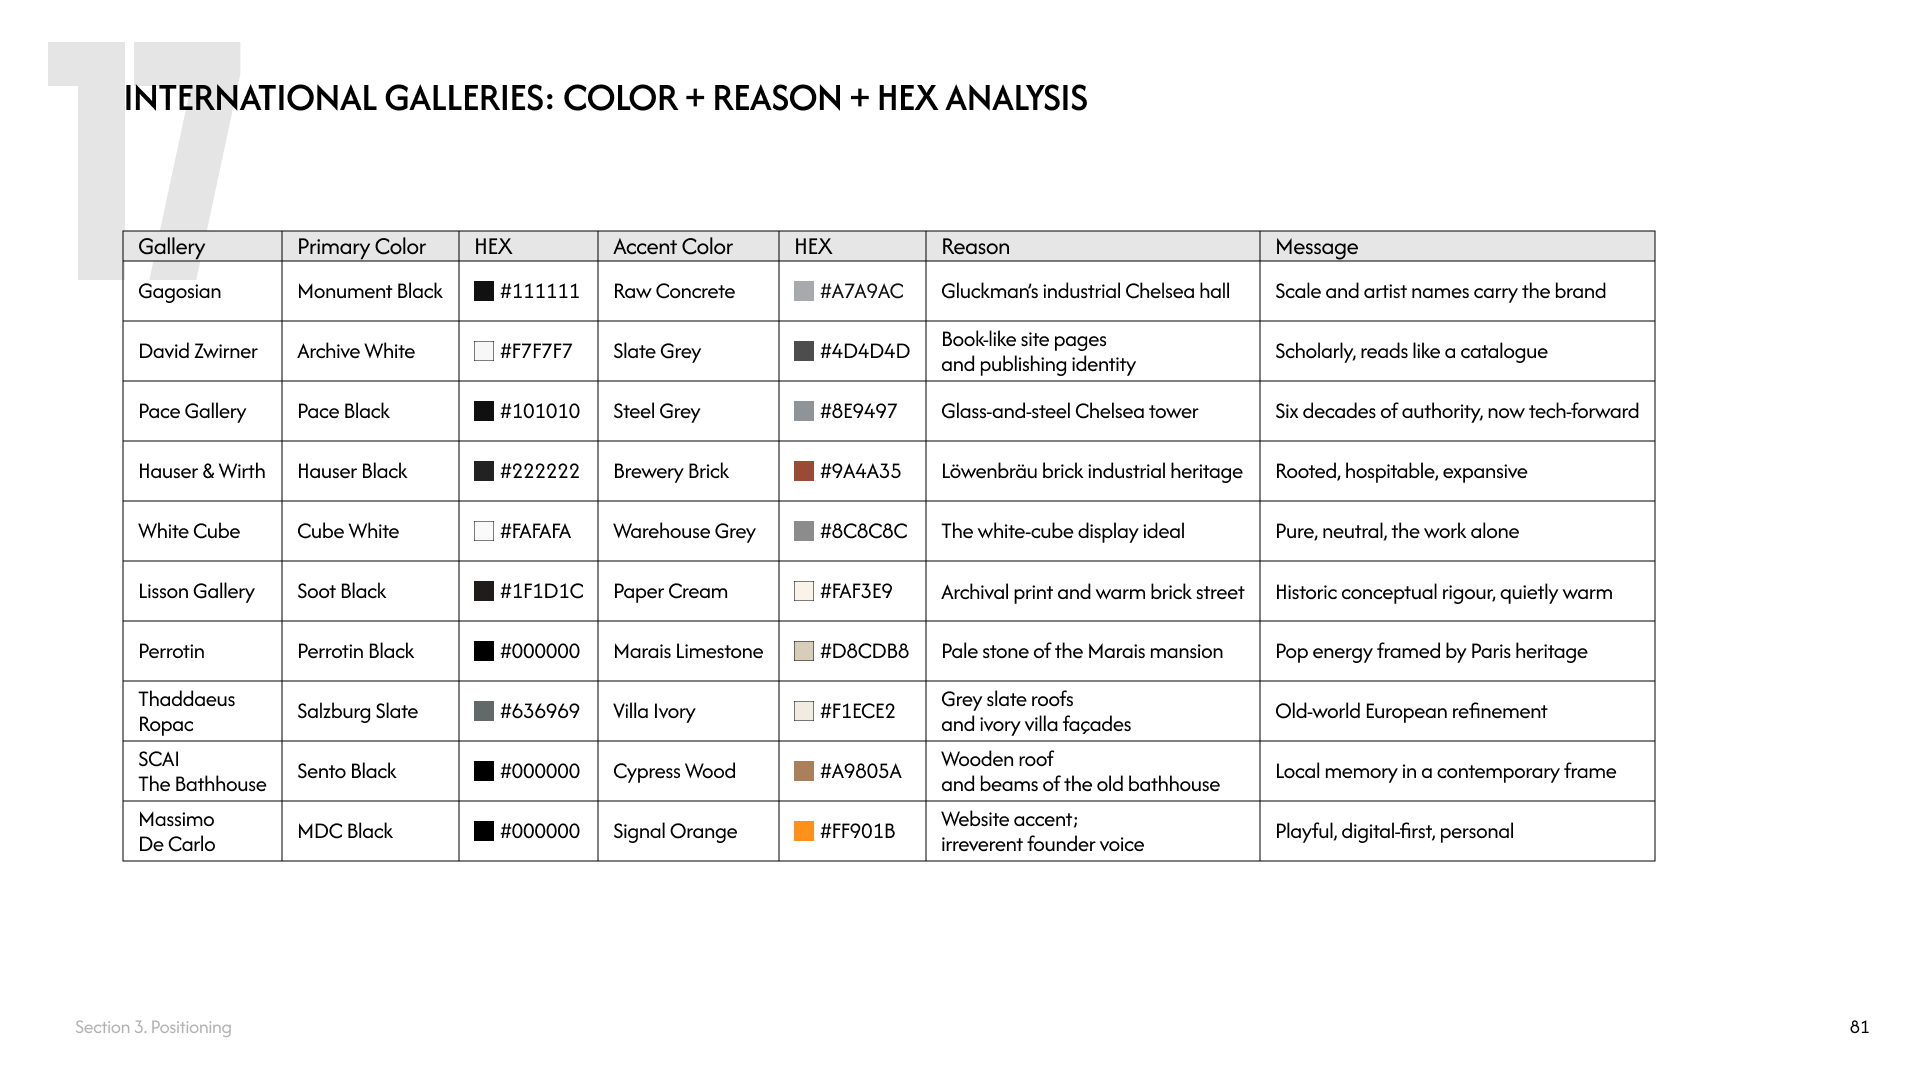 17
INTERNATIONAL GALLERIES: COLOR + REASON + HEX ANALYSIS
Gallery Primary Color HEX Accent Color HEX Reason Message
Gagosian Monument Black #111111 Raw Concrete #A7A9AC Gluckman’s industrial Chelsea hall Scale and artist names carry the brand
David Zwirner Archive White #F7F7F7 Slate Grey #4D4D4D Book-like site pages
and publishing identity Scholarly, reads like a catalogue
Pace Gallery Pace Black #101010 Steel Grey #8E9497 Glass-and-steel Chelsea tower Six decades of authority, now tech-forward
Hauser & Wirth Hauser Black #222222 Brewery Brick #9A4A35 Löwenbräu brick industrial heritage Rooted, hospitable, expansive
White Cube Cube White #FAFAFA Warehouse Grey #8C8C8C The white-cube display ideal Pure, neutral, the work alone
Lisson Gallery Soot Black #1F1D1C Paper Cream #FAF3E9 Archival print and warm brick street Historic conceptual rigour, quietly warm
Perrotin Perrotin Black #000000 Marais Limestone #D8CDB8 Pale stone of the Marais mansion Pop energy framed by Paris heritage
Thaddaeus
Ropac Salzburg Slate #636969 Villa Ivory #F1ECE2 Grey slate roofs
and ivory villa façades Old-world European refinement
SCAI
The Bathhouse Sento Black #000000 Cypress Wood #A9805A Wooden roof
and beams of the old bathhouse Local memory in a contemporary frame
Massimo
De Carlo MDC Black #000000 Signal Orange #FF901B Website accent;
irreverent founder voice Playful, digital-first, personal
Section 3. Positioning
81